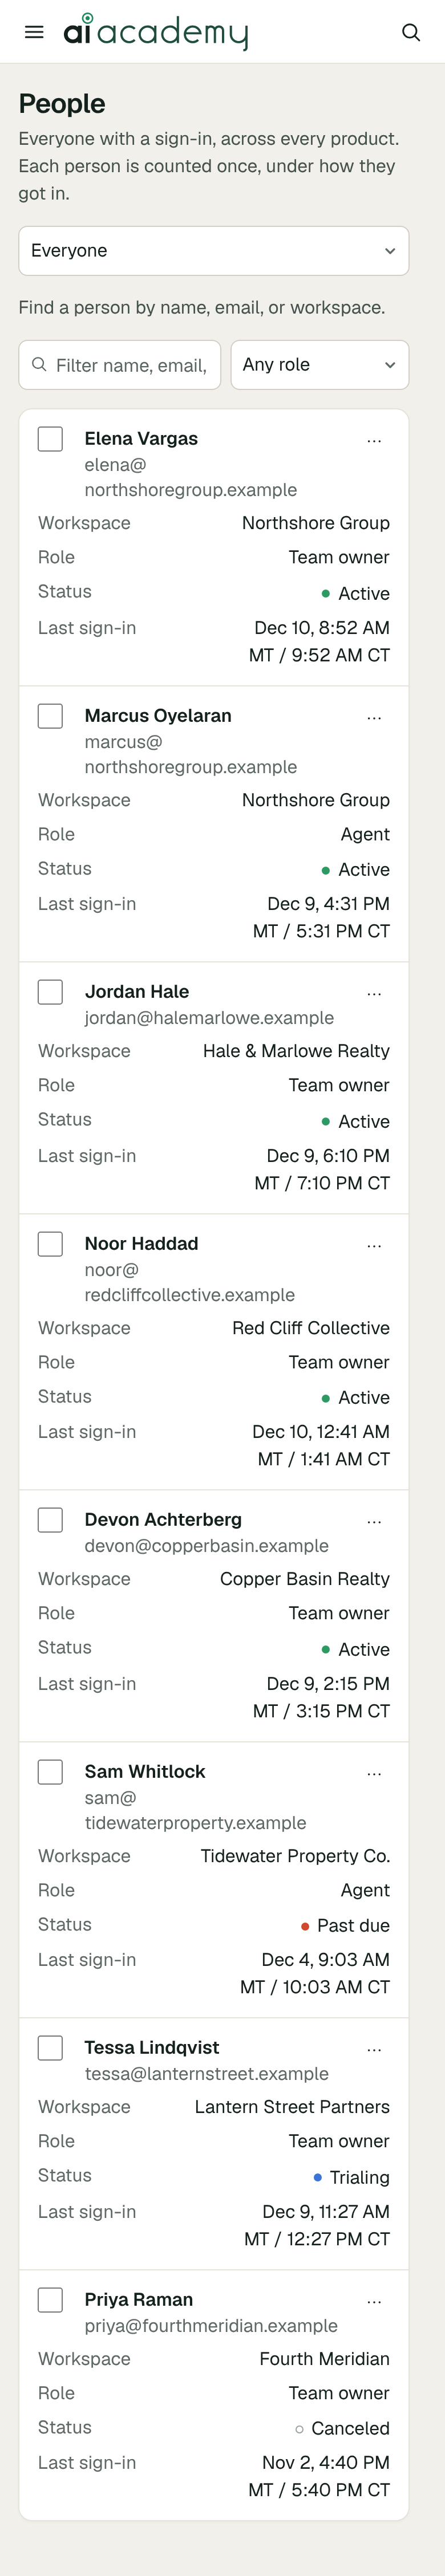 ai academy
People
Everyone with a sign-in, across every product.
Each person is counted once, under how they
got in.
Everyone
Find a person by name, email, or workspace.
Filter name, email,
Any role
Elena Vargas
...
elena@
northshoregroup.example
Workspace
Northshore Group
Role
Team owner
Status
Active
Last sign-in
Dec 10, 8:52 AM
MT / 9:52 AM CT
Marcus Oyelaran
...
marcus@
northshoregroup.example
Workspace
Northshore Group
Role
Agent
Status
Active
Last sign-in
Dec 9, 4:31 PM
MT / 5:31 PM CT
Jordan Hale
...
jordan@halemarlowe.example
Workspace
Hale & Marlowe Realty
Role
Team owner
Status
Active
Last sign-in
Dec 9, 6:10 PM
MT / 7:10 PM CT
Noor Haddad
...
noor@
redcliffcollective.example
Workspace
Red Cliff Collective
Role
Team owner
Status
Active
Last sign-in
Dec 10, 12:41 AM
MT / 1:41 AM CT
Devon Achterberg
...
devon@copperbasin.example
Workspace
Copper Basin Realty
Role
Team owner
Status
Active
Last sign-in
Dec 9, 2:15 PM
MT / 3:15 PM CT
Sam Whitlock
...
sam@
tidewaterproperty.example
Workspace
Tidewater Property Co.
Role
Agent
Status
Past due
Last sign-in
Dec 4, 9:03 AM
MT / 10:03 AM CT
Tessa Lindqvist
...
tessa@lanternstreet.example
Workspace
Lantern Street Partners
Role
Team owner
Status
Trialing
Last sign-in
Dec 9, 11:27 AM
MT / 12:27 PM CT
Priya Raman
...
priya@fourthmeridian.example
Workspace
Fourth Meridian
Role
Team owner
Status
Canceled
Last sign-in
Nov 2, 4:40 PM
MT / 5:40 PM CT